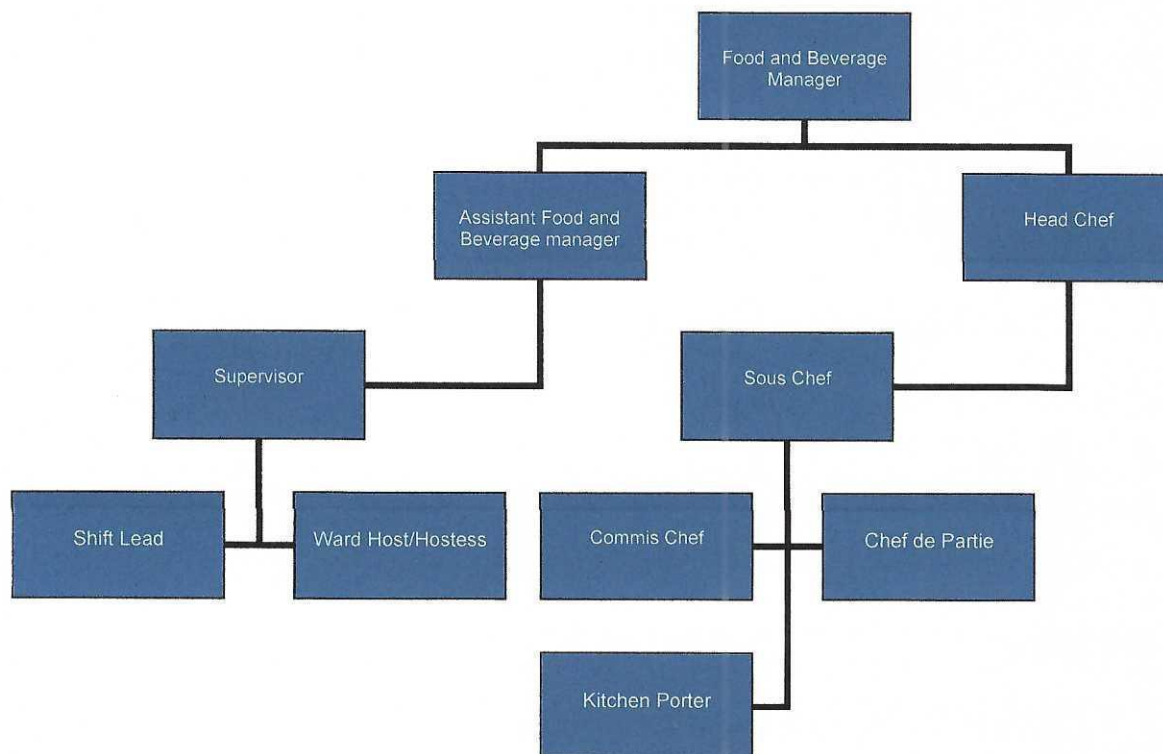 Food and Beverage
Manager
Assistant Food and
Beverage manager
Head Chef
Supervisor
Sous Chef
Shift Lead
Ward Host/Hostess
Commis Chef
Chef de Partie
Kitchen Porter